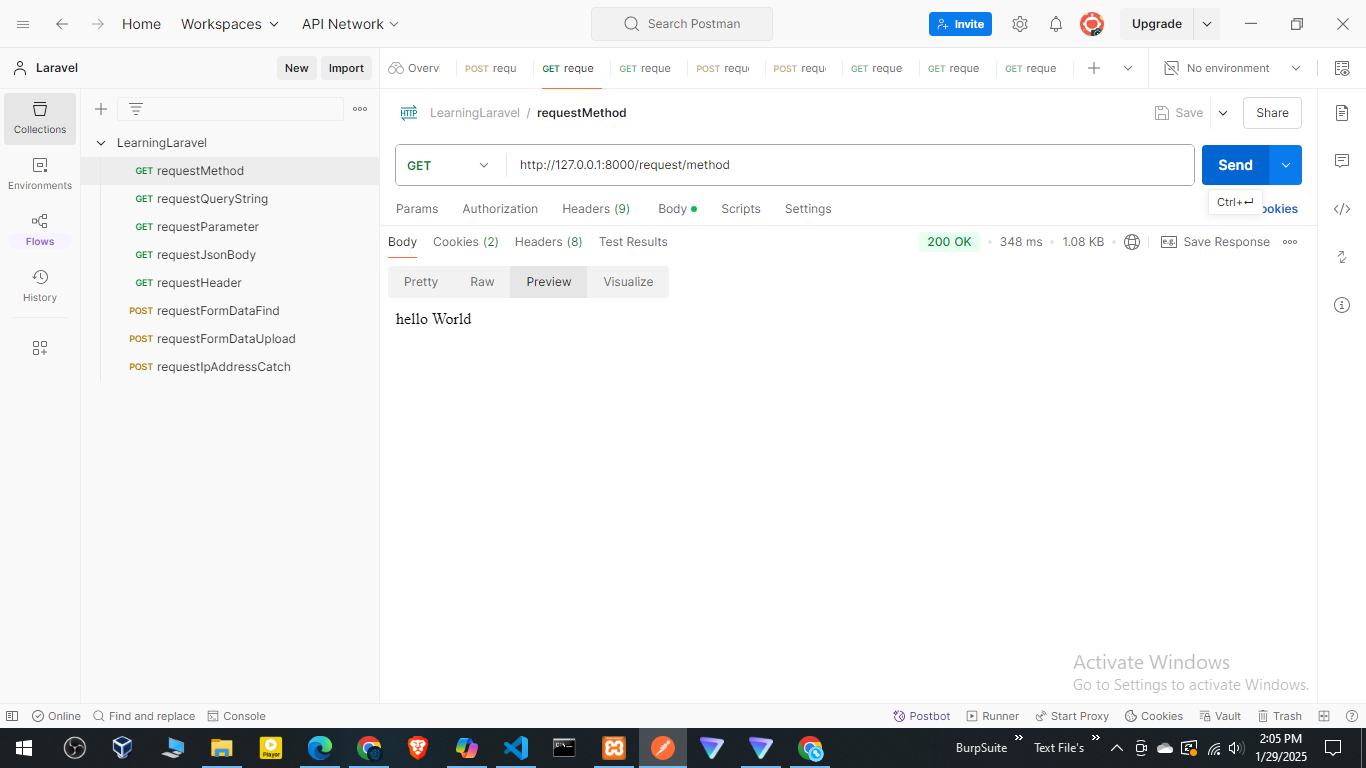 Home Workspaces API Network Search Postman Invite Upgrade
Laravel New Import Overv POST requ GET reque GET reque POST requ POST reque GET reque GET reque GET reque No environment
Collections
Environments
Flows
History
LearningLaravel
GET requestMethod
GET requestQueryString
GET requestParameter
GET requestJsonBody
GET requestHeader
POST requestFormDataFind
POST requestFormDataUpload
POST requestIpAddressCatch
HTTP LearningLaravel / requestMethod Save Share
GET http://127.0.0.1:8000/request/method Send
Ctrl+↵
Params Authorization Headers (9) Body Scripts Settings ookies
Body Cookies (2) Headers (8) Test Results 200 OK 348 ms 1.08 KB e.g. Save Response
Pretty Raw Preview Visualize
hello World
Activate Windows
Go to Settings to activate Windows.
Online Find and replace Console Postbot Runner Start Proxy Cookies Vault Trash
Player BurpSuite » Text File's » 2:05 PM
1/29/2025